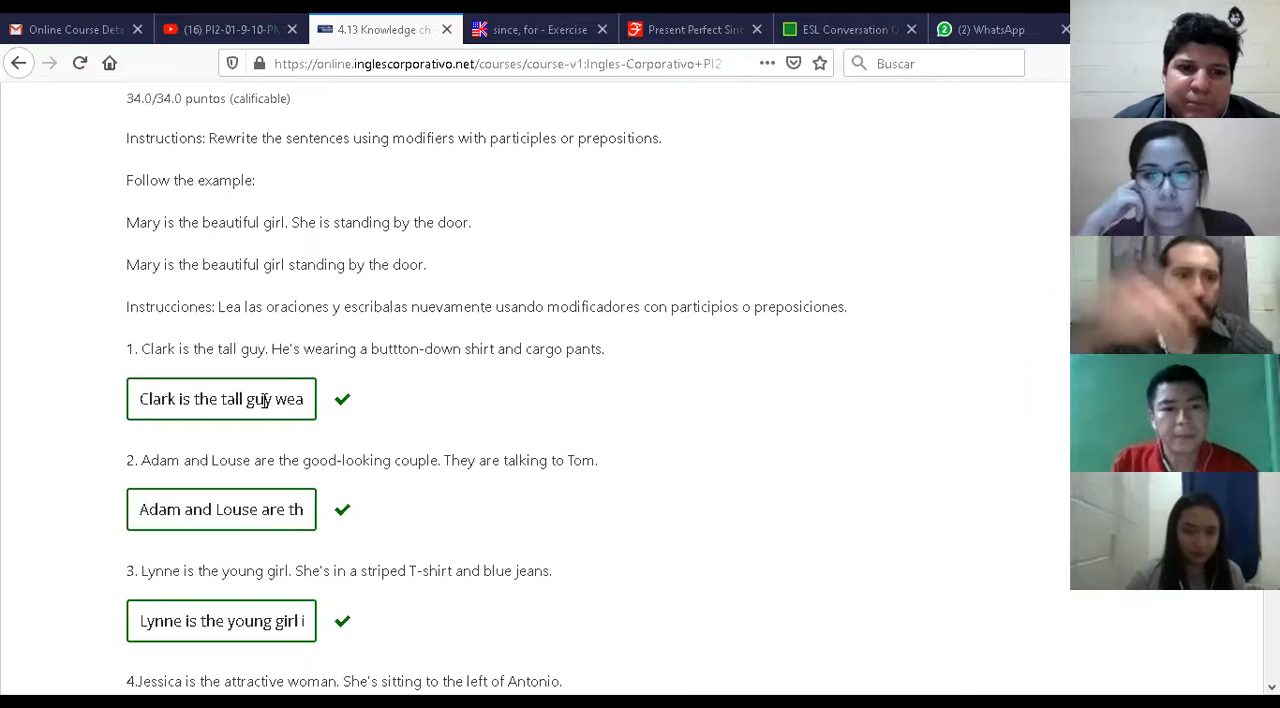 Online Course Deta
(16) PI2-01-9-10-PN
4.13 Knowledge ch
since, for - Exercise
Present Perfect Sinc
ESL Conversation Q
(2) WhatsApp
https://online.inglescorporativo.net/courses/course-v1:Ingles-Corporativo+PI2
Buscar
34.0/34.0 puntos (calificable)
Instructions: Rewrite the sentences using modifiers with participles or prepositions.
Follow the example:
Mary is the beautiful girl. She is standing by the door.
Mary is the beautiful girl standing by the door.
Instrucciones: Lea las oraciones y escribalas nuevamente usando modificadores con participios o preposiciones.
1. Clark is the tall guy. He's wearing a buttton-down shirt and cargo pants.
Clark is the tall guy wea
2. Adam and Louse are the good-looking couple. They are talking to Tom.
Adam and Louse are th
3. Lynne is the young girl. She's in a striped T-shirt and blue jeans.
Lynne is the young girl i
4.Jessica is the attractive woman. She's sitting to the left of Antonio.